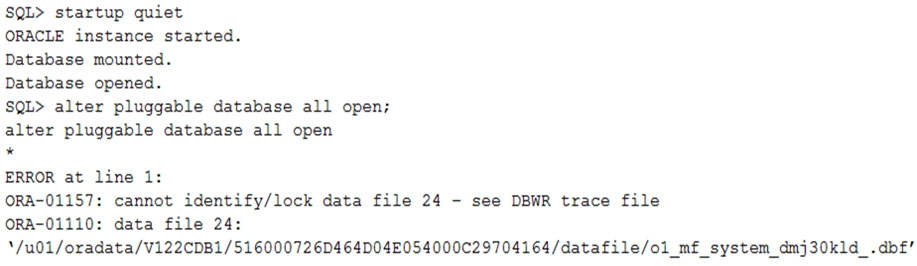 SQL> startup quiet
ORACLE instance started.
Database mounted.
Database opened.
SQL> alter pluggable database all open;
alter pluggable database all open
*
ERROR at line 1:
ORA-01157: cannot identify/lock data file 24 – see DBWR trace file
ORA-01110: data file 24:
‘/u01/oradata/V122CDB1/516000726D464D04E054000C29704164/datafile/o1_mf_system_dmj30kld_.dbf’